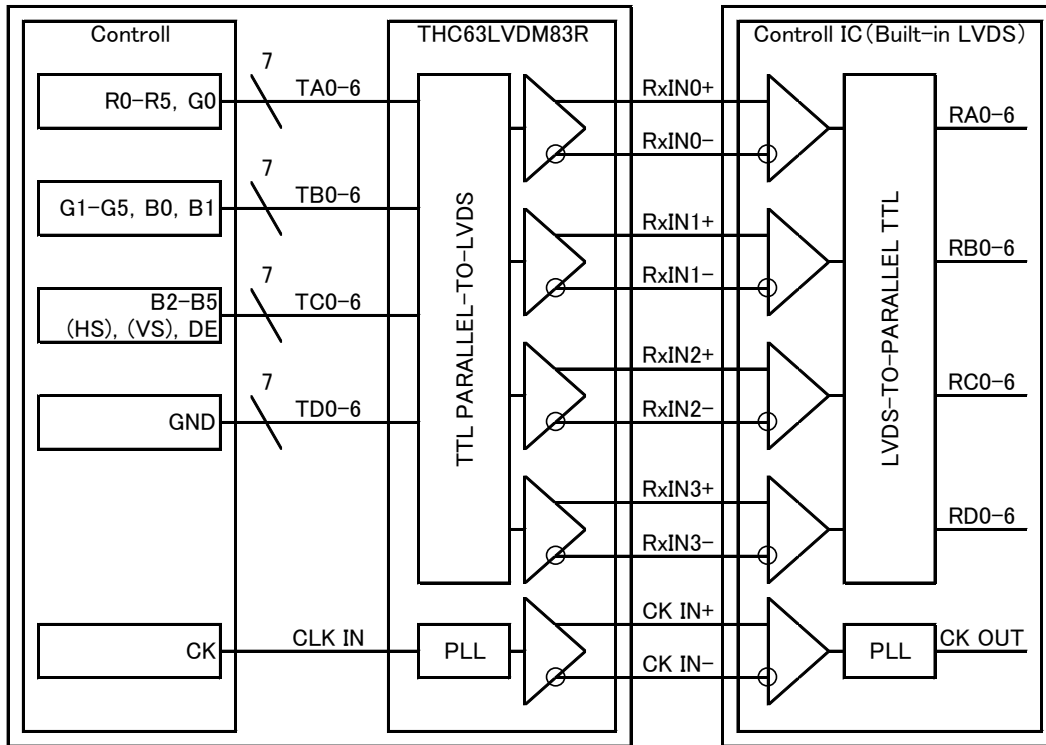 Controll
THC63LVDM83R
Controll IC(Built-in LVDS)
R0-R5, G0
7
TA0-6
RxIN0+
RxIN0-
RA0-6
G1-G5, B0, B1
7
TB0-6
RxIN1+
RxIN1-
RB0-6
B2-B5
(HS), (VS), DE
7
TC0-6
RxIN2+
RxIN2-
RC0-6
GND
7
TD0-6
RxIN3+
RxIN3-
RD0-6
TTL PARALLEL-TO-LVDS
LVDS-TO-PARALLEL TTL
CK
CLK IN
PLL
CK IN+
CK IN-
PLL
CK OUT